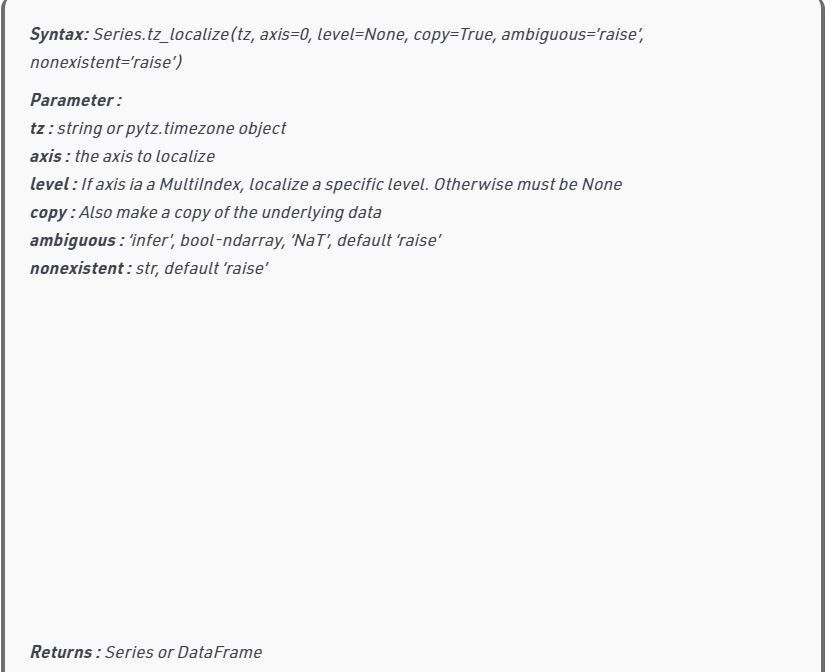 Syntax: Series.tz_localize(tz, axis=0, level=None, copy=True, ambiguous=’raise’,
nonexistent=’raise’)
Parameter :
tz : string or pytz.timezone object
axis : the axis to localize
level : If axis ia a MultiIndex, localize a specific level. Otherwise must be None
copy : Also make a copy of the underlying data
ambiguous : ‘infer’, bool-ndarray, ‘NaT’, default ‘raise’
nonexistent : str, default ‘raise’
Returns : Series or DataFrame